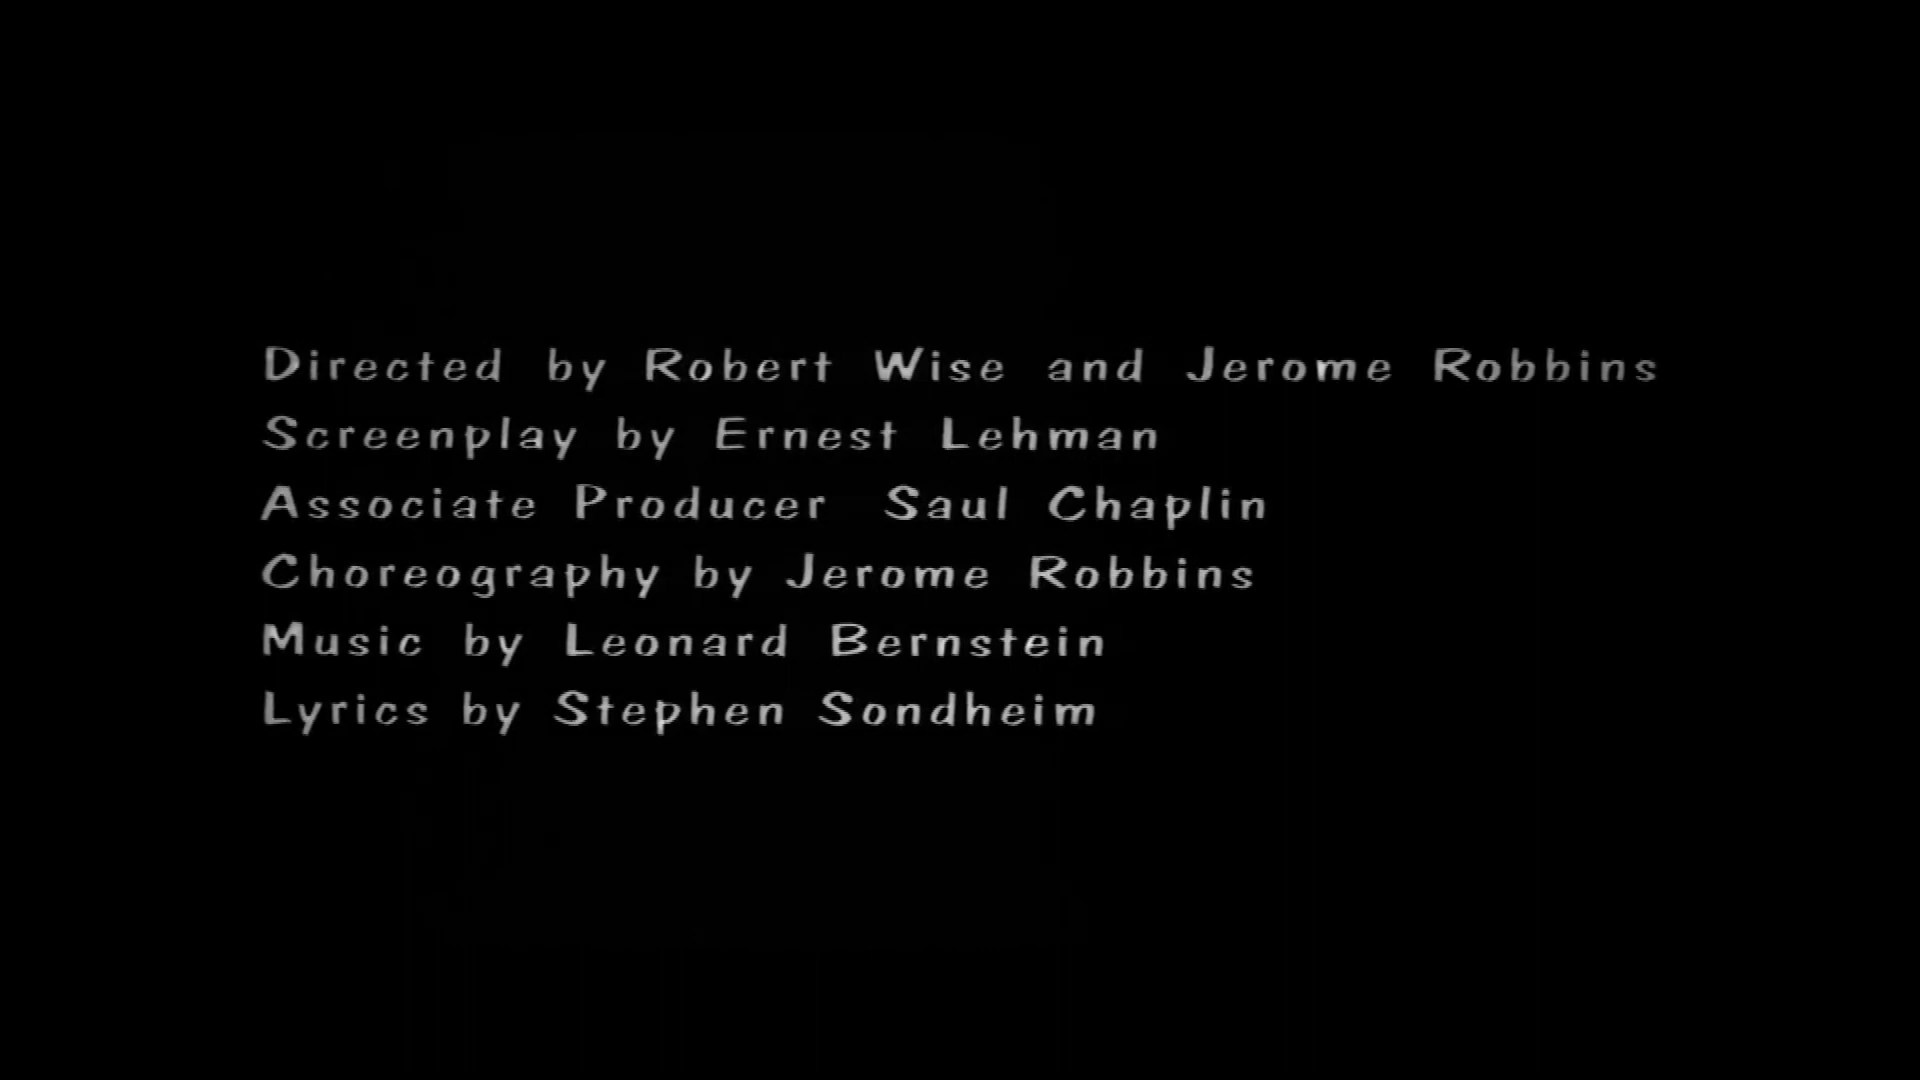 Directed by Robert Wise and Jerome Robbins
Screenplay by Ernest Lehman
Associate Producer Saul Chaplin
Choreography by Jerome Robbins
Music by Leonard Bernstein
Lyrics by Stephen Sondheim